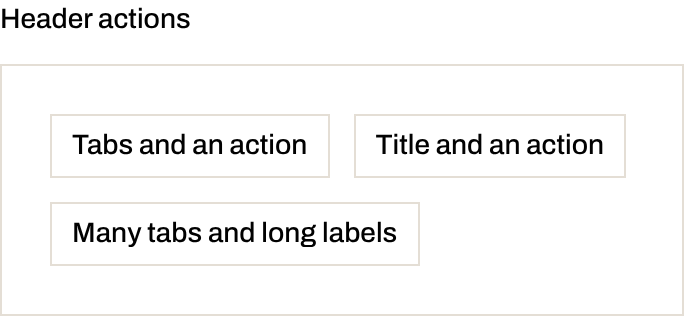 Header actions
Tabs and an action
Title and an action
Many tabs and long labels